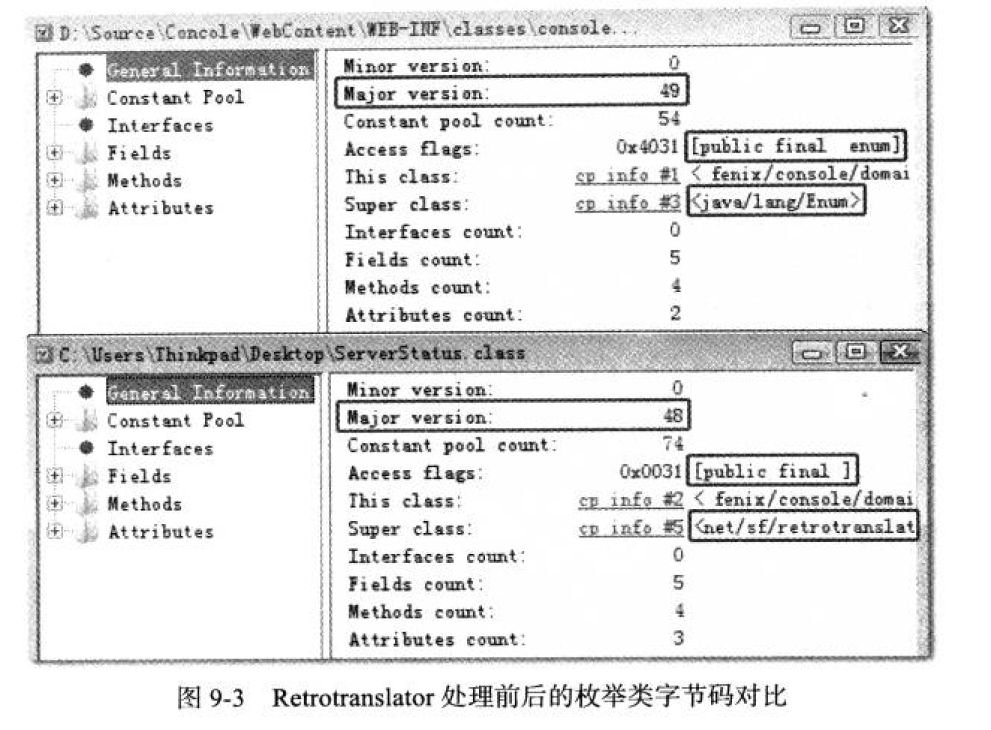 D:\Source\Concole\WebContent\WEB-INF\classes\console...
General Information
Constant Pool
Interfaces
Fields
Methods
Attributes
Minor version: 0
Major version: 49
Constant pool count: 54
Access flags: 0x4031 [public final enum]
This class: cp info #1 < fenix/console/domai
Super class: cp info #3 <java/lang/Enum>
Interfaces count: 0
Fields count: 5
Methods count: 4
Attributes count: 2
C:\Users\Thinkpad\Desktop\ServerStatus.class
General Information
Constant Pool
Interfaces
Fields
Methods
Attributes
Minor version: 0
Major version: 48
Constant pool count: 74
Access flags: 0x0031 [public final ]
This class: cp info #2 < fenix/console/domai
Super class: cp info #5 <net/sf/retrotranslat
Interfaces count: 0
Fields count: 5
Methods count: 4
Attributes count: 3
图 9-3 Retrotranslator 处理前后的枚举类字节码对比